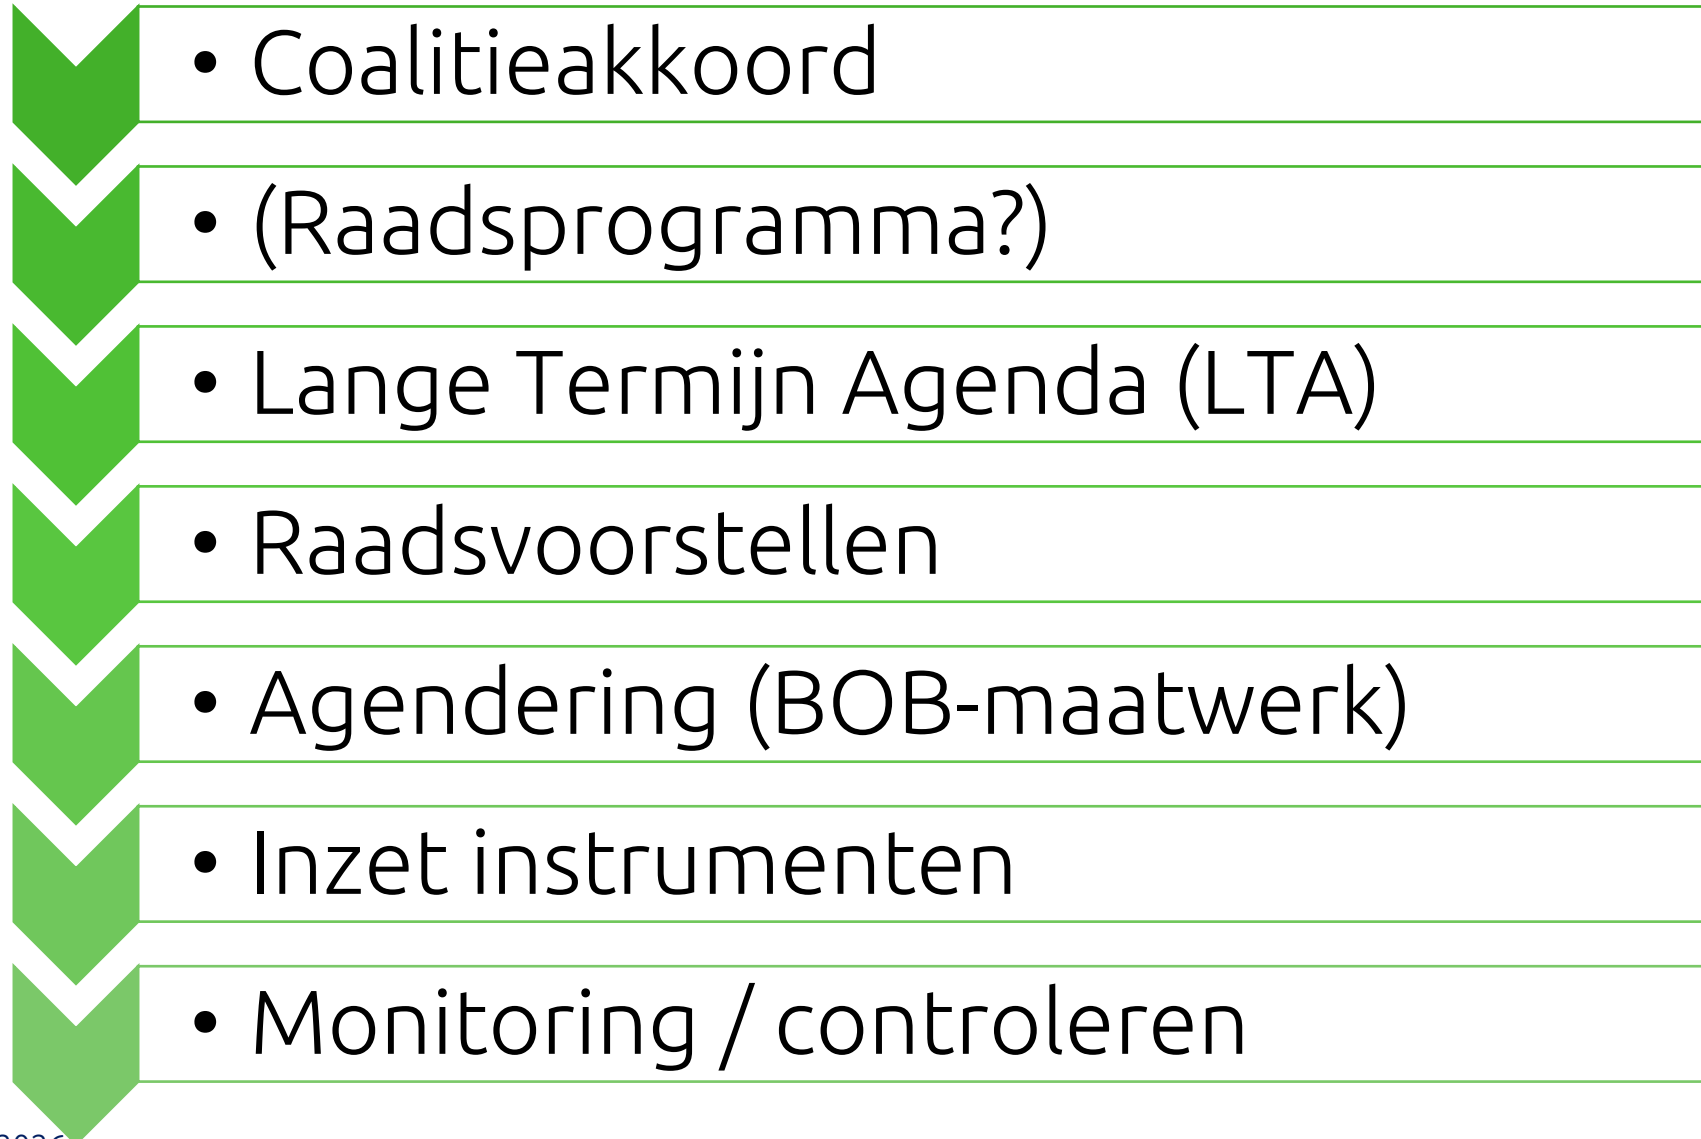 • Coalitieakkoord
• (Raadsprogramma?)
• Lange Termijn Agenda (LTA)
• Raadsvoorstellen
• Agendering (BOB-maatwerk)
• Inzet instrumenten
• Monitoring / controleren